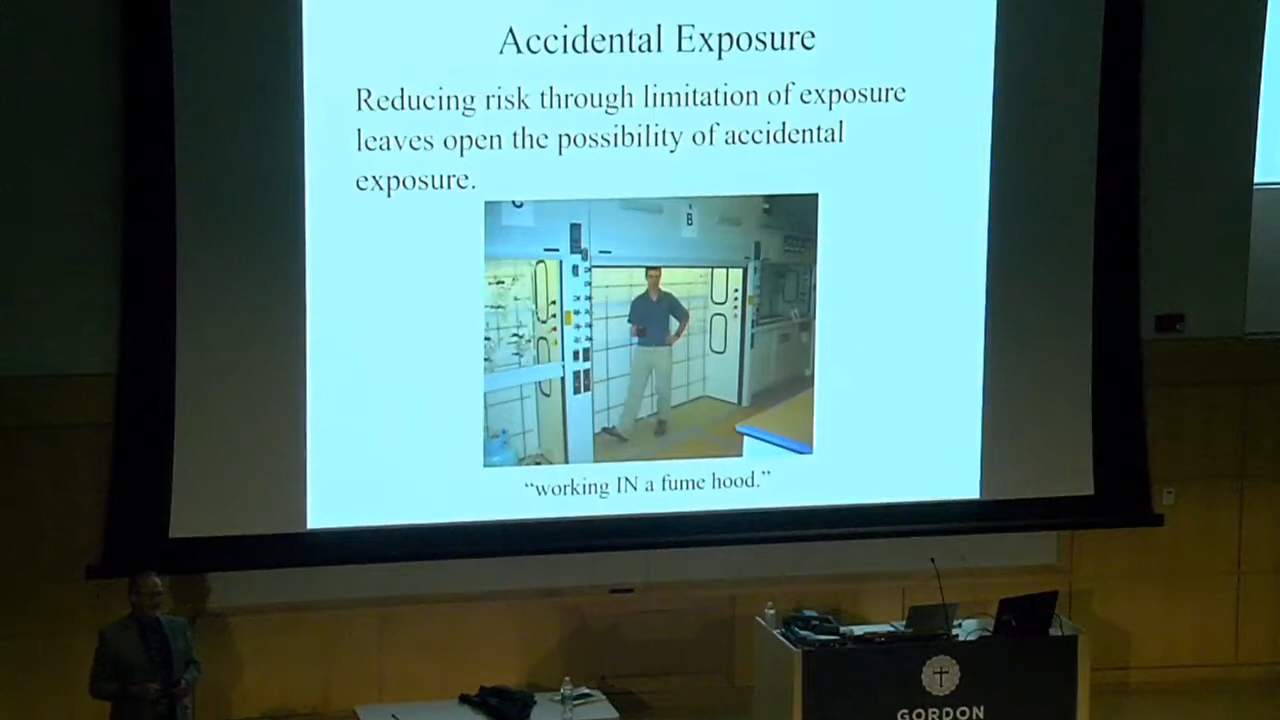 Accidental Exposure
Reducing risk through limitation of exposure
leaves open the possibility of accidental
exposure.
B
"working IN a fume hood."
GORDON